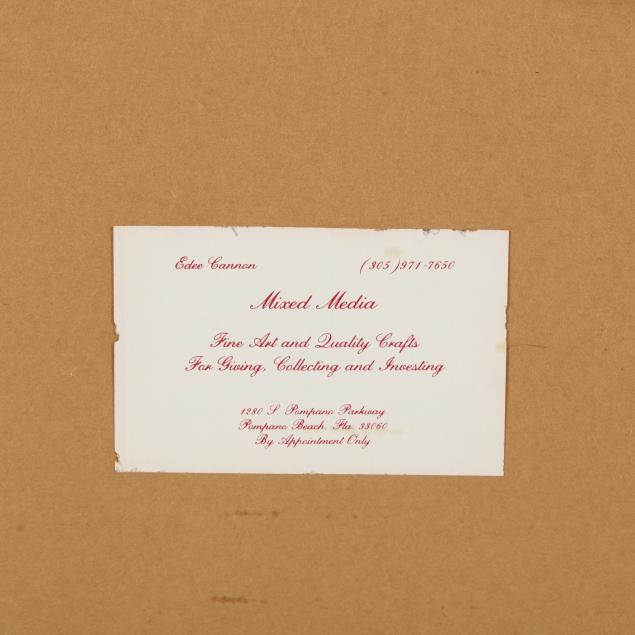 Edee Cannon (305)971-7650
Mixed Media
Fine Art and Quality Crafts
For Giving, Collecting and Investing
1280 S. Pompano Parkway
Pompano Beach, Fla. 33060
By Appointment Only